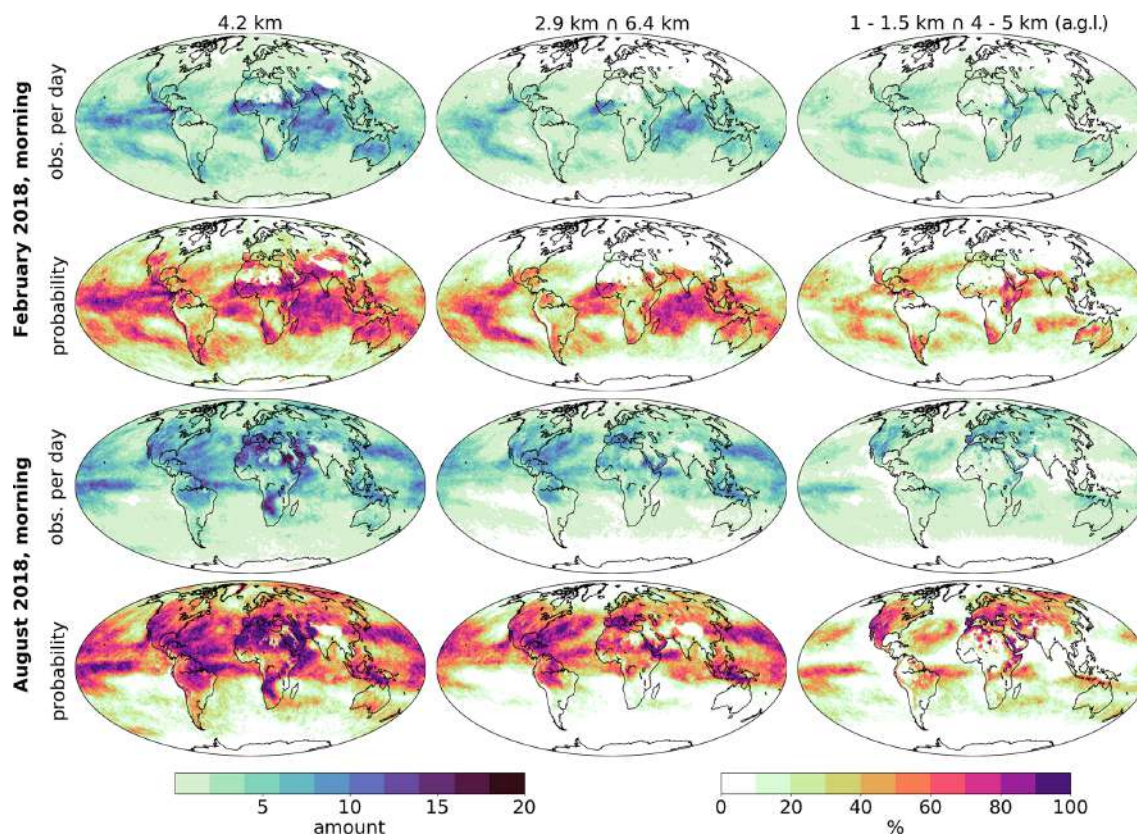 4.2 km
2.9 km ∩ 6.4 km
1 - 1.5 km ∩ 4 - 5 km (a.g.l.)
February 2018, morning
obs. per day
probability
August 2018, morning
obs. per day
probability
5 10 15 20
amount
0 20 40 60 80 100
%